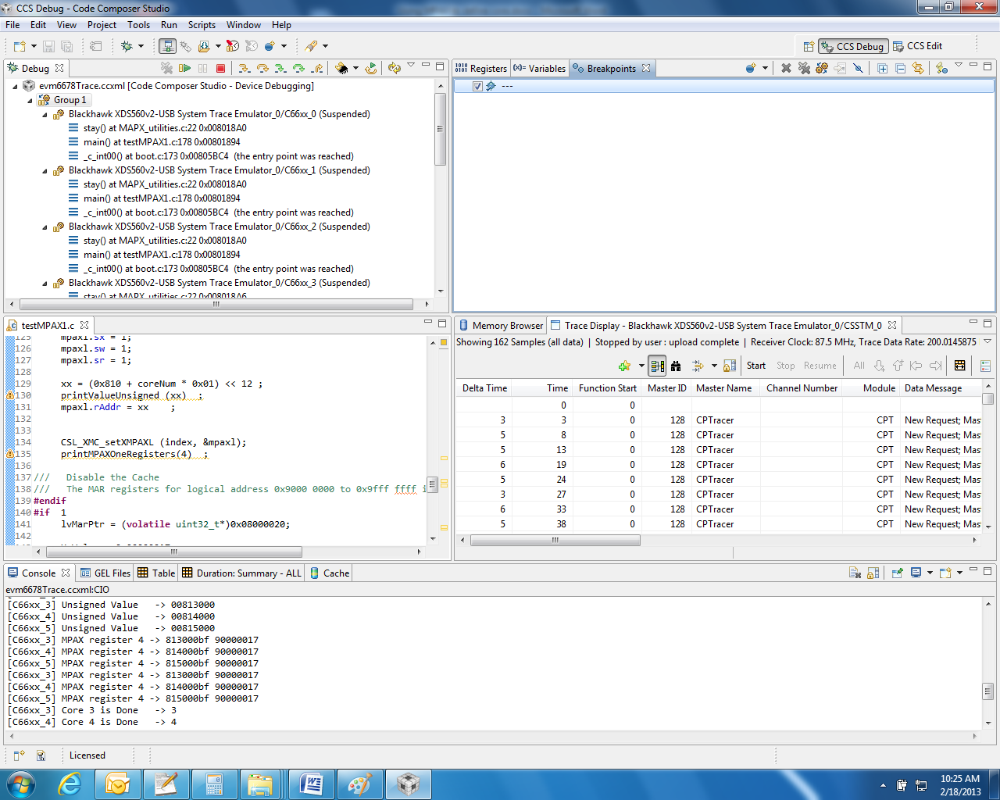 CCS Debug - Code Composer Studio
File Edit View Project Tools Run Scripts Window Help
CCS Debug CCS Edit
Debug
evm6678Trace.ccxml [Code Composer Studio - Device Debugging]
Group 1
Blackhawk XDS560v2-USB System Trace Emulator_0/C66xx_0 (Suspended)
stay() at MAPX_utilities.c:22 0x008018A0
main() at testMPAX1.c:178 0x00801894
_c_int00() at boot.c:173 0x00805BC4 (the entry point was reached)
Blackhawk XDS560v2-USB System Trace Emulator_0/C66xx_1 (Suspended)
stay() at MAPX_utilities.c:22 0x008018A0
main() at testMPAX1.c:178 0x00801894
_c_int00() at boot.c:173 0x00805BC4 (the entry point was reached)
Blackhawk XDS560v2-USB System Trace Emulator_0/C66xx_2 (Suspended)
stay() at MAPX_utilities.c:22 0x008018A0
main() at testMPAX1.c:178 0x00801894
_c_int00() at boot.c:173 0x00805BC4 (the entry point was reached)
Blackhawk XDS560v2-USB System Trace Emulator_0/C66xx_3 (Suspended)
stay() at MAPX_utilities.c:22 0x008018A6
Registers (x)= Variables Breakpoints
---
testMPAX1.c
125 mpaxl.sx = 1;
126 mpaxl.sw = 1;
127 mpaxl.sr = 1;
128
129 xx = (0x810 + coreNum * 0x01) << 12 ;
130 printValueUnsigned (xx) ;
131 mpaxl.rAddr = xx ;
132
133
134 CSL_XMC_setXMPAXL (index, &mpaxl);
135 printMPAXOneRegisters(4) ;
136
137 /// Disable the Cache
138 /// The MAR registers for logical address 0x9000 0000 to 0x9fff ffff i
139 #endif
140 #if 1
141 lvMarPtr = (volatile uint32_t*)0x08000020;
142
Memory Browser Trace Display - Blackhawk XDS560v2-USB System Trace Emulator_0/CSSTM_0
Showing 162 Samples (all data) | Stopped by user : upload complete | Receiver Clock: 87.5 MHz, Trace Data Rate: 200.0145875
Start Stop Resume All
Delta Time Time Function Start Master ID Master Name Channel Number Module Data Message
0 0
3 3 0 128 CPTracer CPT New Request; Mas
5 8 0 128 CPTracer CPT New Request; Mas
5 13 0 128 CPTracer CPT New Request; Mas
6 19 0 128 CPTracer CPT New Request; Mas
5 24 0 128 CPTracer CPT New Request; Mas
3 27 0 128 CPTracer CPT New Request; Mas
6 33 0 128 CPTracer CPT New Request; Mas
5 38 0 128 CPTracer CPT New Request; Mas
Console GEL Files Table Duration: Summary - ALL Cache
evm6678Trace.ccxml:CIO
[C66xx_3] Unsigned Value -> 00813000
[C66xx_4] Unsigned Value -> 00814000
[C66xx_5] Unsigned Value -> 00815000
[C66xx_3] MPAX register 4 -> 813000bf 90000017
[C66xx_4] MPAX register 4 -> 814000bf 90000017
[C66xx_5] MPAX register 4 -> 815000bf 90000017
[C66xx_3] MPAX register 4 -> 813000bf 90000017
[C66xx_4] MPAX register 4 -> 814000bf 90000017
[C66xx_5] MPAX register 4 -> 815000bf 90000017
[C66xx_3] Core 3 is Done -> 3
[C66xx_4] Core 4 is Done -> 4
Licensed
10:25 AM
2/18/2013